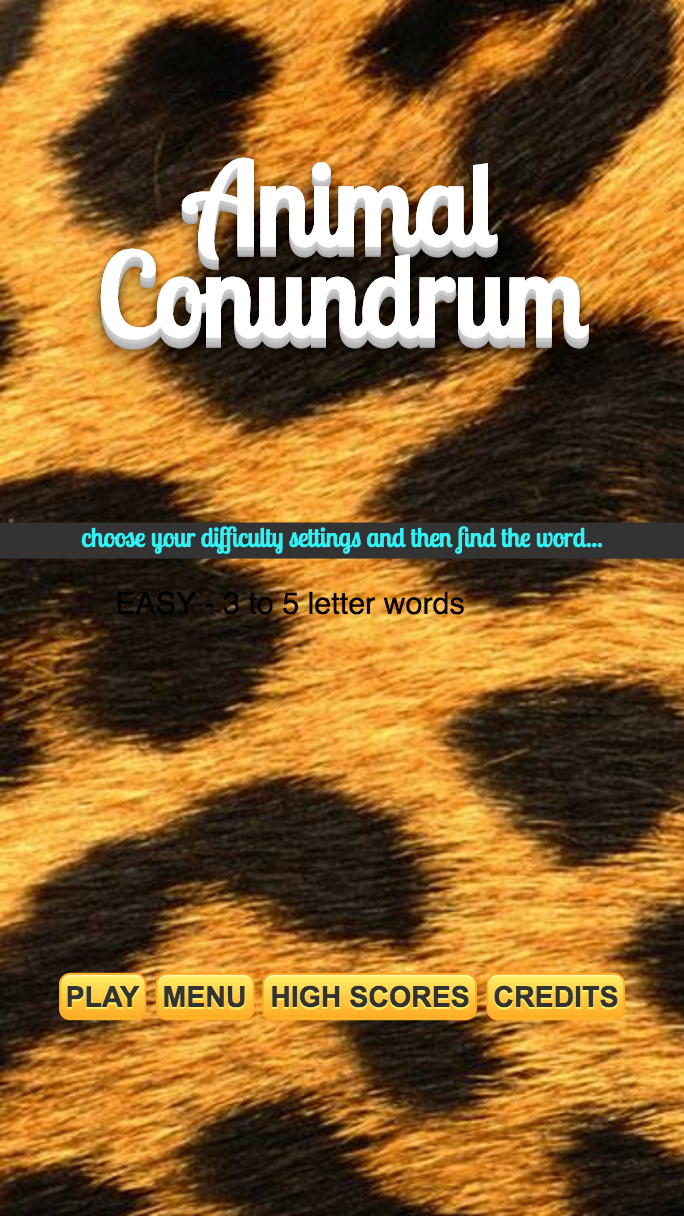 Animal
Conundrum
choose your difficulty settings and then find the word...
EASY - 3 to 5 letter words
PLAY MENU HIGH SCORES CREDITS